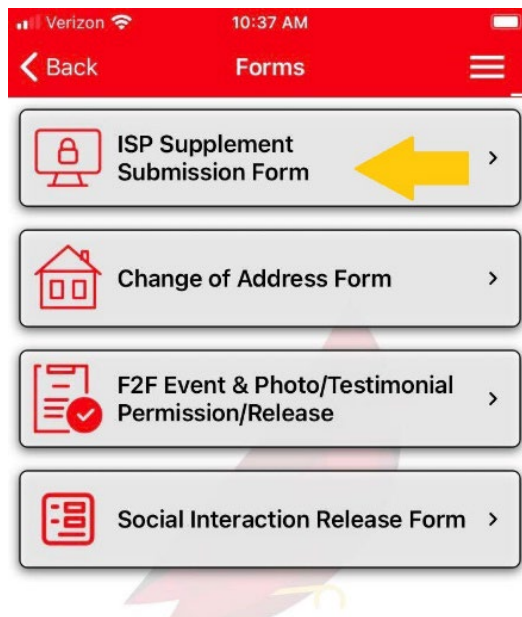 Verizon 10:37 AM
Back Forms
ISP Supplement
Submission Form
Change of Address Form
F2F Event & Photo/Testimonial
Permission/Release
Social Interaction Release Form